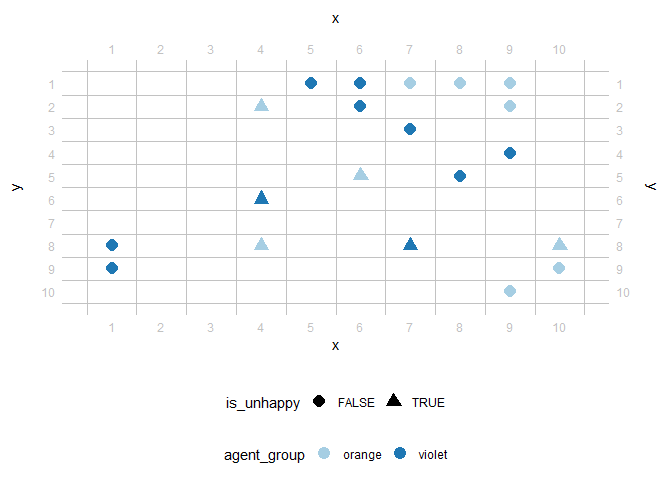 x
1 2 3 4 5 6 7 8 9 10
1 1
2 2
3 3
4 4
5 5
y y
6 6
7 7
8 8
9 9
10 10
1 2 3 4 5 6 7 8 9 10
x
is_unhappy FALSE TRUE
agent_group orange violet